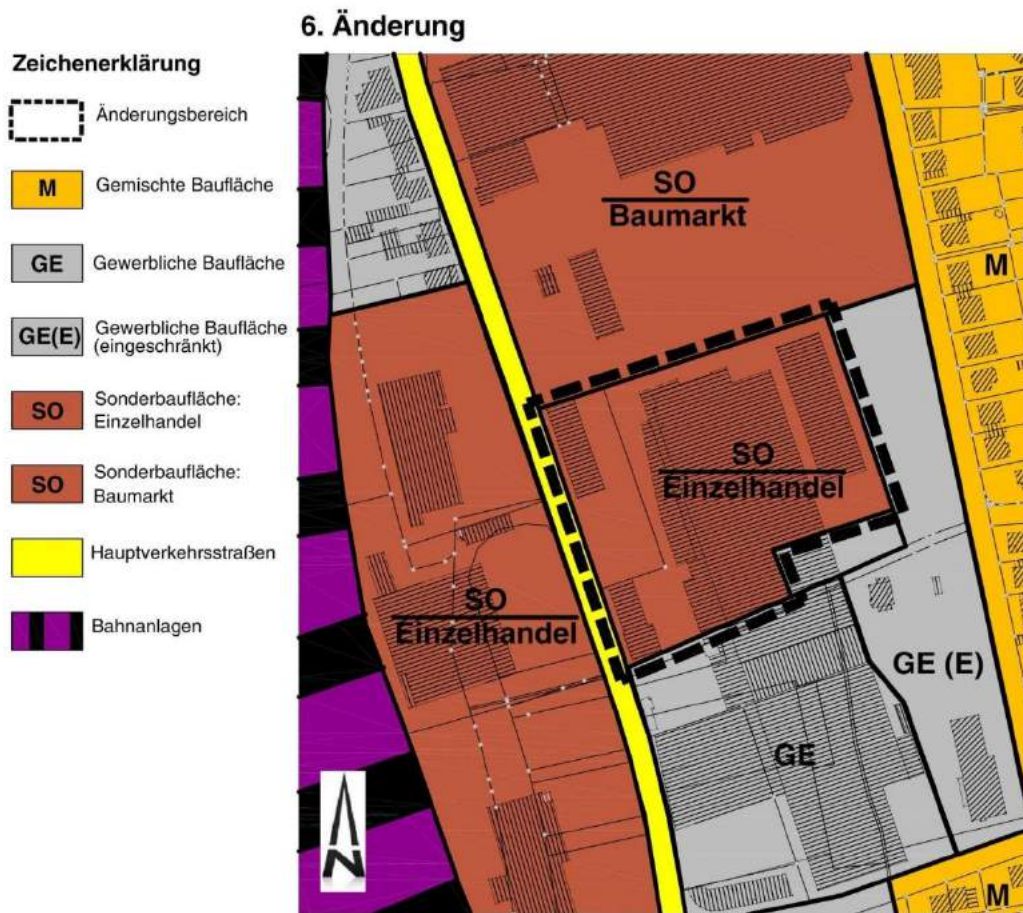 6. Änderung
Zeichenerklärung
Änderungsbereich
M
Gemischte Baufläche
GE
Gewerbliche Baufläche
GE(E)
Gewerbliche Baufläche
(eingeschränkt)
SO
Sonderbaufläche:
Einzelhandel
SO
Sonderbaufläche:
Baumarkt
Hauptverkehrsstraßen
Bahnanlagen
SO
Baumarkt
M
SO
Einzelhandel
SO
Einzelhandel
GE (E)
GE
M
N